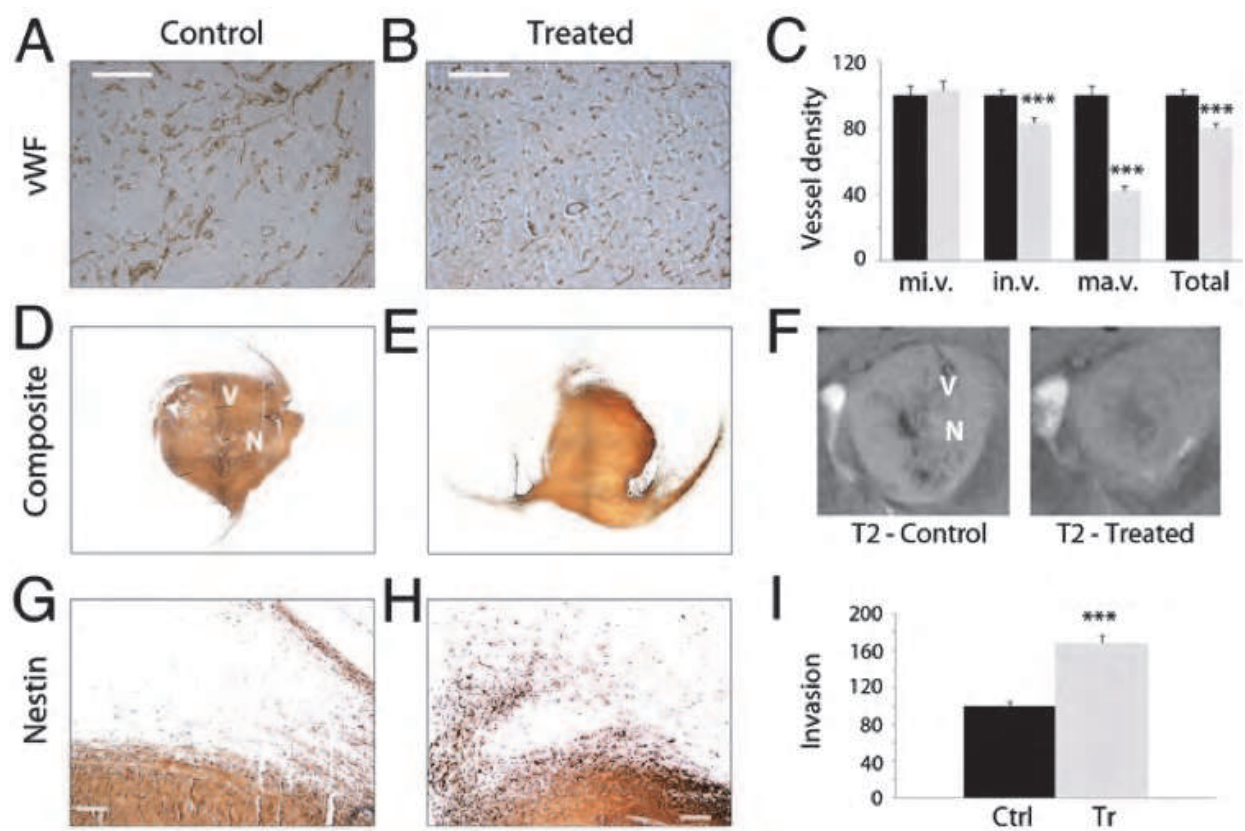 A Control
B Treated
vWF
C
Vessel density
120
80
40
0
***
***
***
mi.v. in.v. ma.v. Total
D
E
Composite
V
N
F
V
N
T2 - Control
T2 - Treated
G
H
Nestin
I
Invasion
200
160
120
80
40
0
***
Ctrl Tr